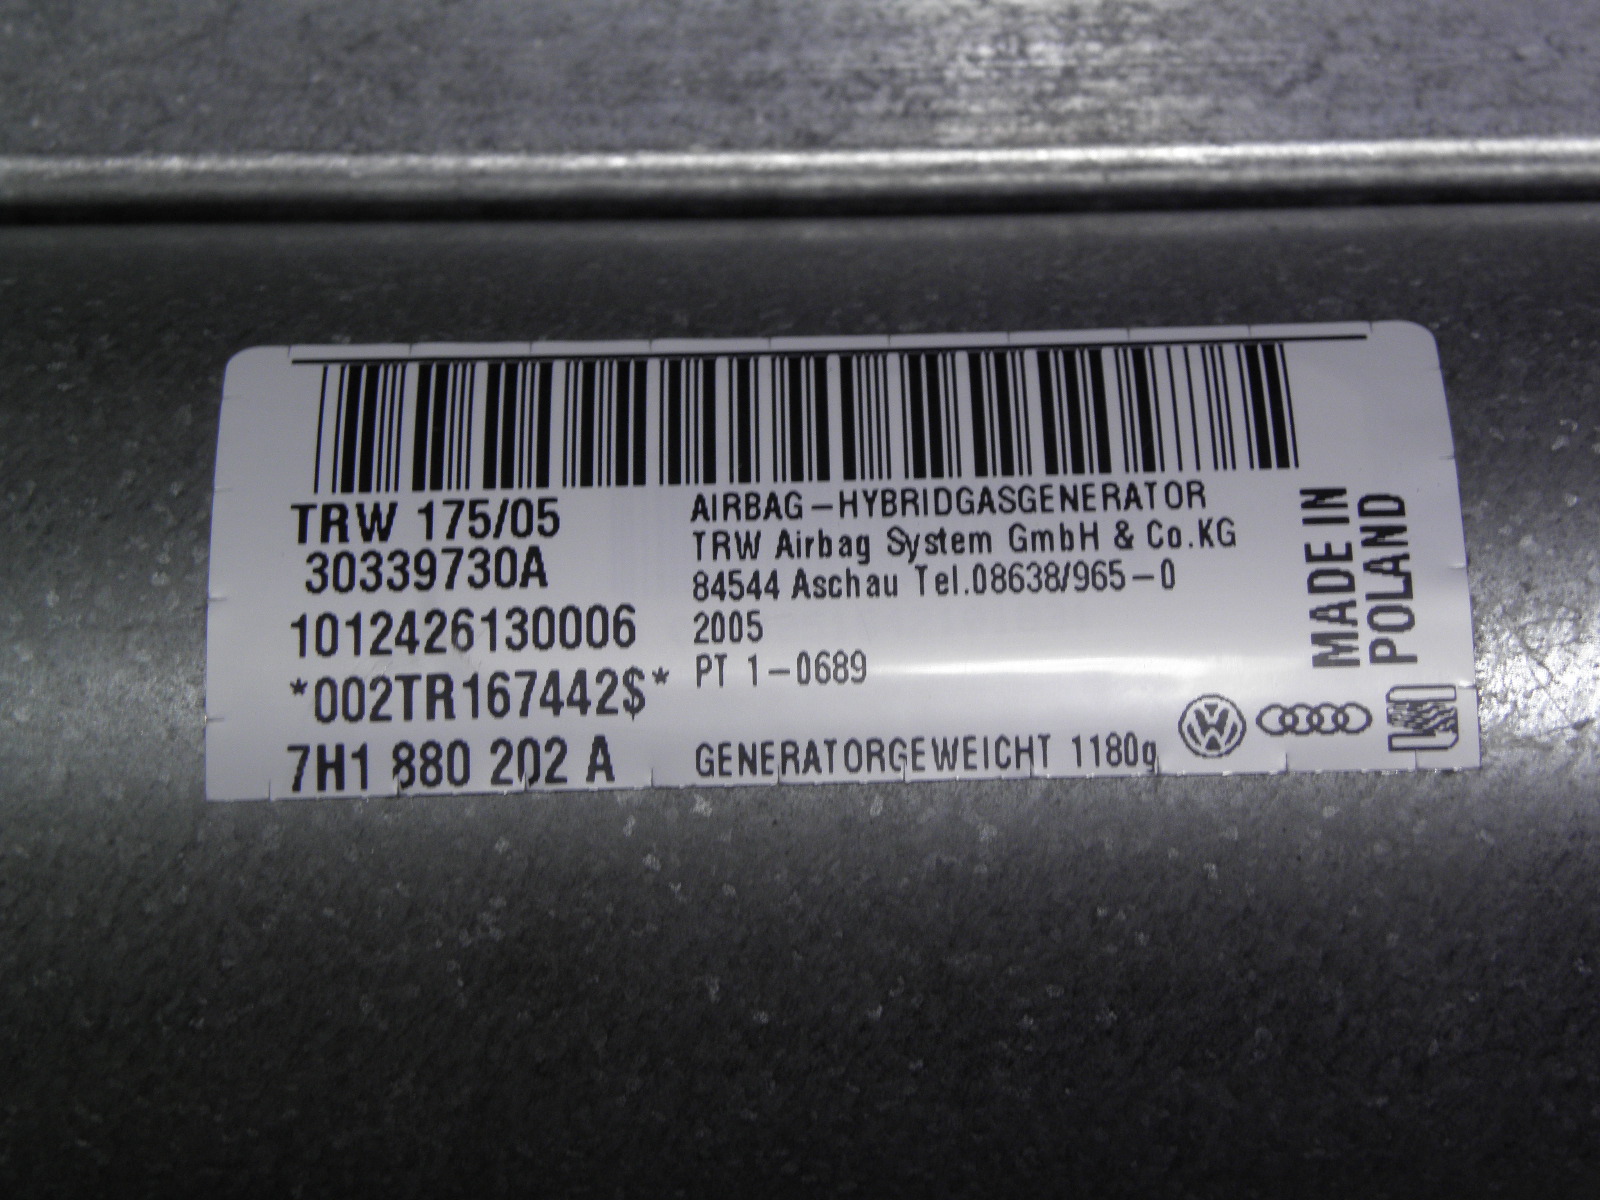 TRW 175/05
30339730A
1012426130006
*002TR167442$*
7H1 880 202 A
AIRBAG-HYBRIDGASGENERATOR
TRW Airbag System GmbH & Co.KG
84544 Aschau Tel.08638/965-0
2005
PT 1-0689
GENERATORGEWEICHT 1180g
MADE IN
POLAND